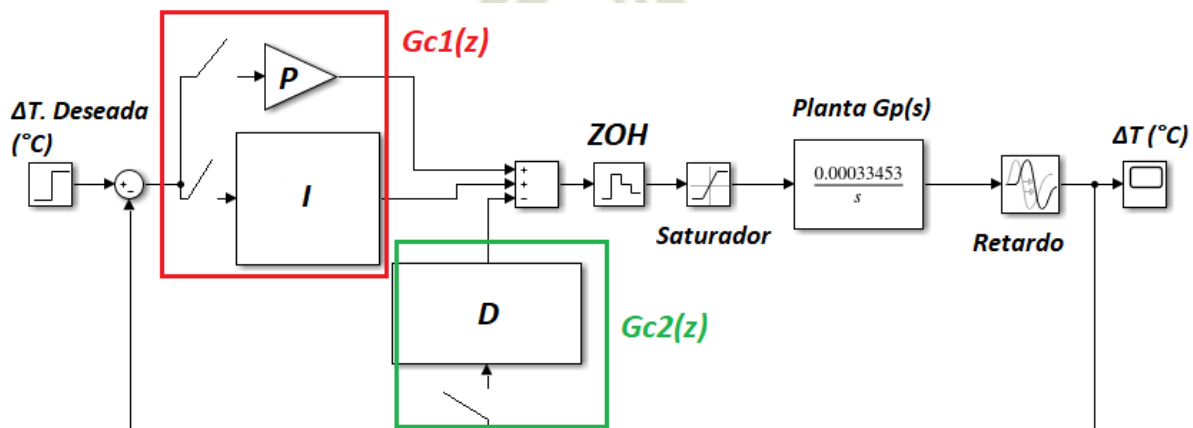 Gc1(z)
P
ΔT. Deseada
(°C)
I
+
-
+
+
-
ZOH
Saturador
Planta Gp(s)
0.00033453
s
Retardo
ΔT (°C)
D
Gc2(z)